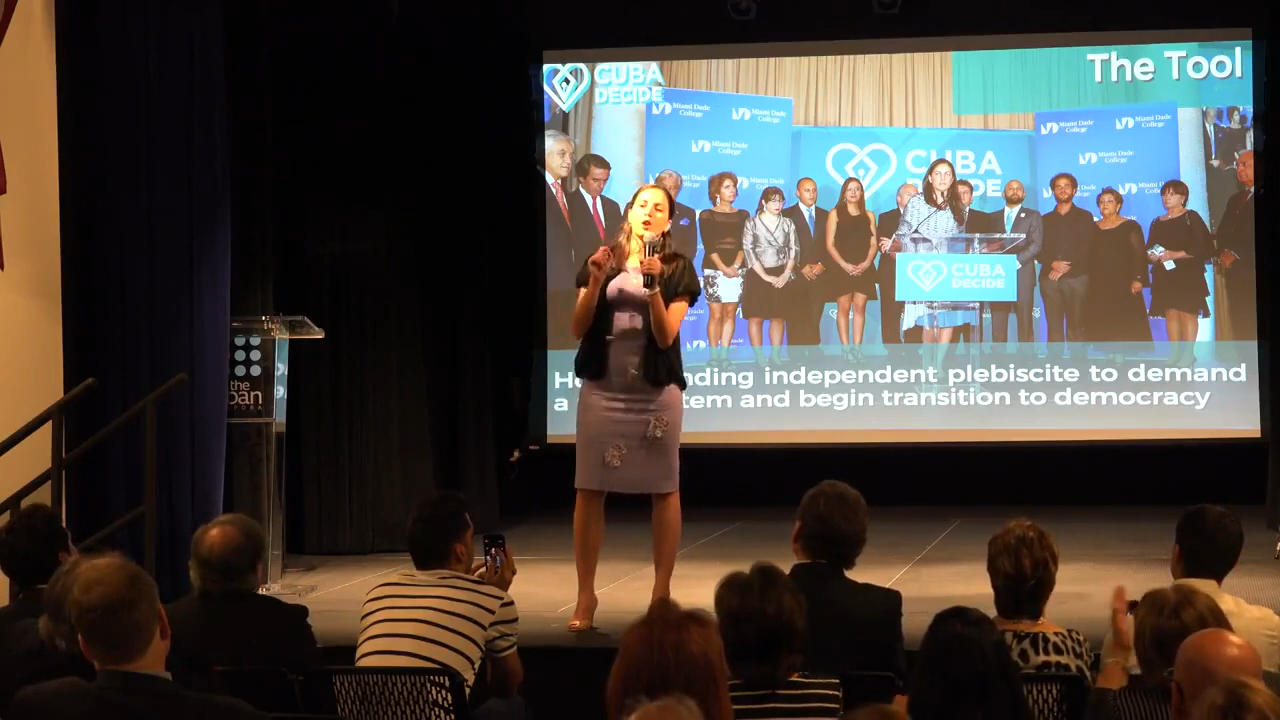 The Tool
CUBA
DECIDE
Miami Dade
College
Miami Dade
College
Miami Dade
College
Miami Dade
College
Miami Dade
College
Miami Dade
College
CUBA
DECIDE
CUBA
DECIDE
nding independent plebiscite to demand
a tem and begin transition to democracy
the